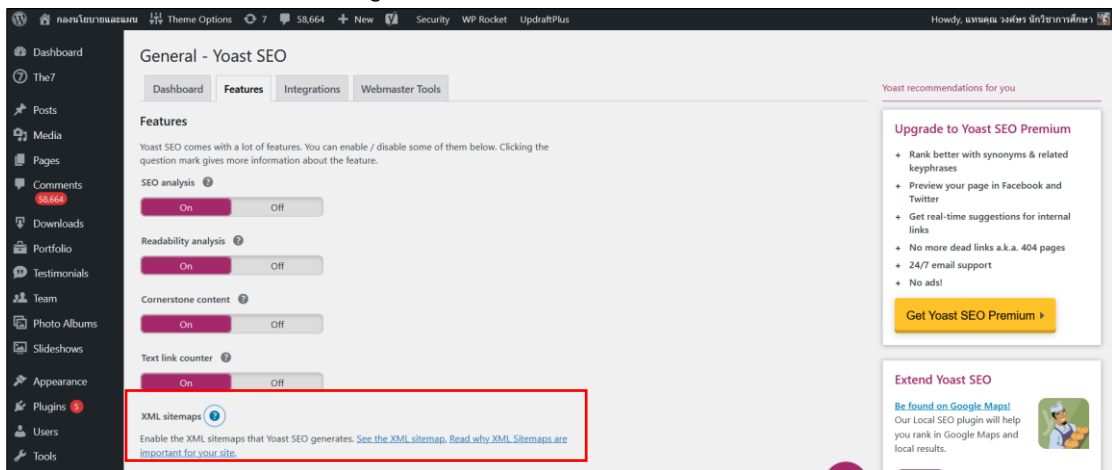 กองนโยบายและแผน Theme Options 7 58,664 + New Security WP Rocket UpdraftPlus Howdy, แทนคุณ วงศ์ษร นักวิชาการศึกษา
Dashboard
The7
Posts
Media
Pages
Comments
58,664
Downloads
Portfolio
Testimonials
Team
Photo Albums
Slideshows
Appearance
Plugins 5
Users
Tools
General - Yoast SEO
Dashboard Features Integrations Webmaster Tools
Features
Yoast SEO comes with a lot of features. You can enable / disable some of them below. Clicking the
question mark gives more information about the feature.
SEO analysis ?
On Off
Readability analysis ?
On Off
Cornerstone content ?
On Off
Text link counter ?
On Off
XML sitemaps ?
Enable the XML sitemaps that Yoast SEO generates. See the XML sitemap. Read why XML Sitemaps are
important for your site.
Yoast recommendations for you
Upgrade to Yoast SEO Premium
+ Rank better with synonyms & related
keyphrases
+ Preview your page in Facebook and
Twitter
+ Get real-time suggestions for internal
links
+ No more dead links a.k.a. 404 pages
+ 24/7 email support
+ No ads!
Get Yoast SEO Premium
Extend Yoast SEO
Be found on Google Maps!
Our Local SEO plugin will help
you rank in Google Maps and
local results.